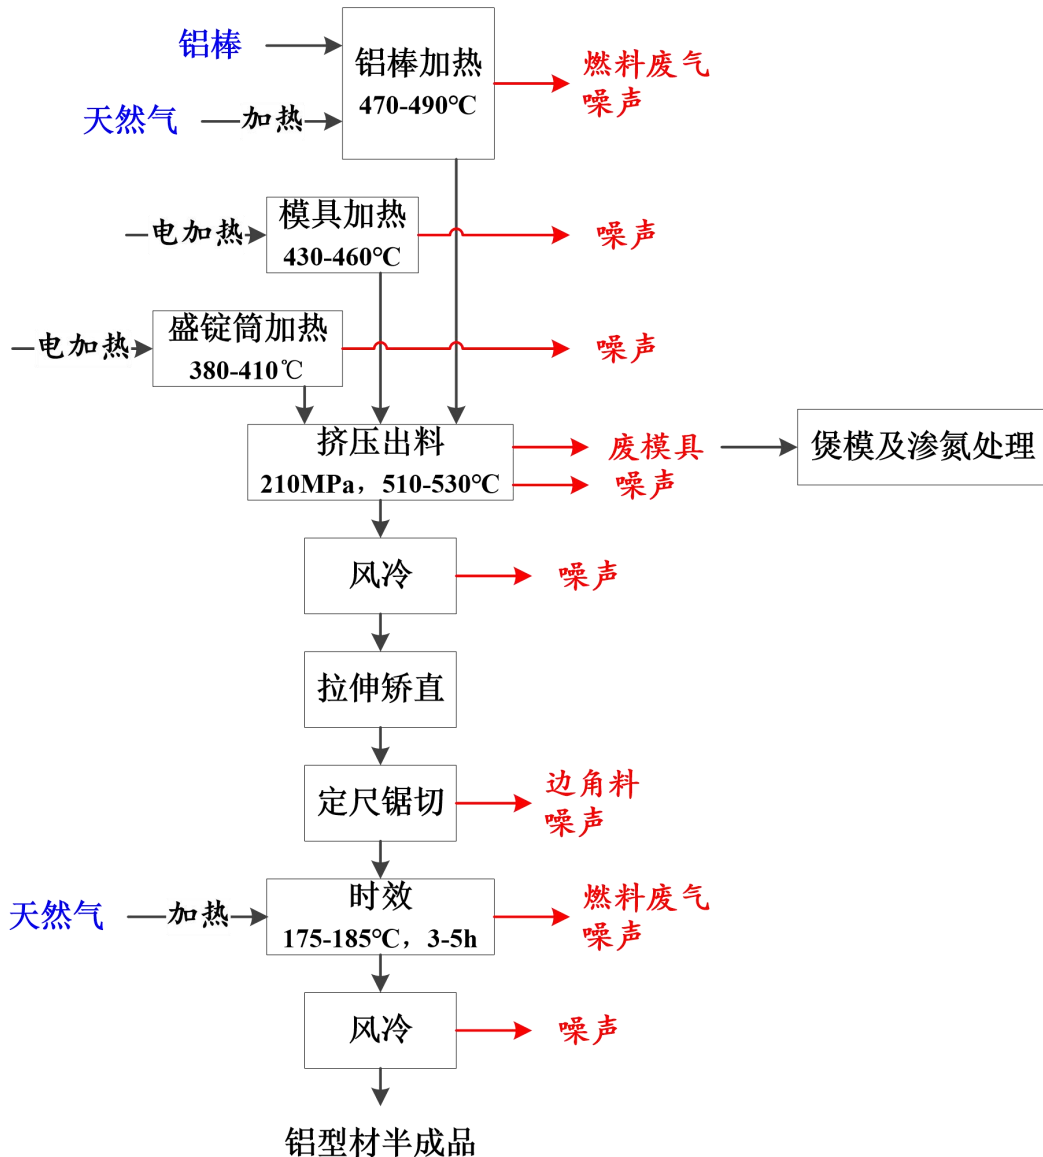 铝棒
铝棒加热
470-490℃
燃料废气
噪声
天然气
加热
电加热
模具加热
430-460℃
噪声
电加热
盛锭筒加热
380-410℃
噪声
挤压出料
210MPa，510-530℃
废模具
噪声
煲模及渗氮处理
风冷
噪声
拉伸矫直
定尺锯切
边角料
噪声
天然气
加热
时效
175-185℃，3-5h
燃料废气
噪声
风冷
噪声
铝型材半成品